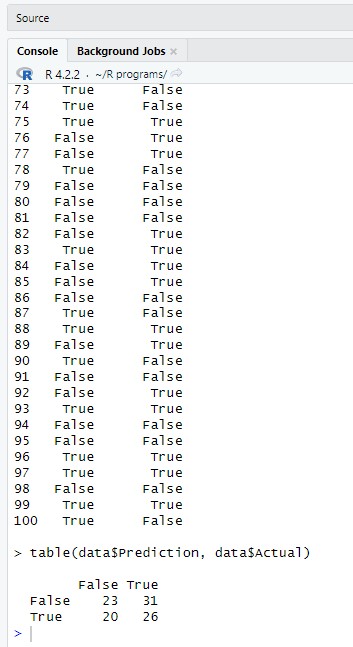 Source
Console Background Jobs ×
R R 4.2.2 · ~/R programs/
73 True False
74 True False
75 True True
76 False True
77 False True
78 True False
79 False False
80 False False
81 False False
82 False True
83 True True
84 False True
85 False True
86 False False
87 True False
88 True True
89 False True
90 True False
91 False False
92 False True
93 True True
94 False False
95 False False
96 True True
97 True True
98 False False
99 True True
100 True False
> table(data$Prediction, data$Actual)
False True
False 23 31
True 20 26
>